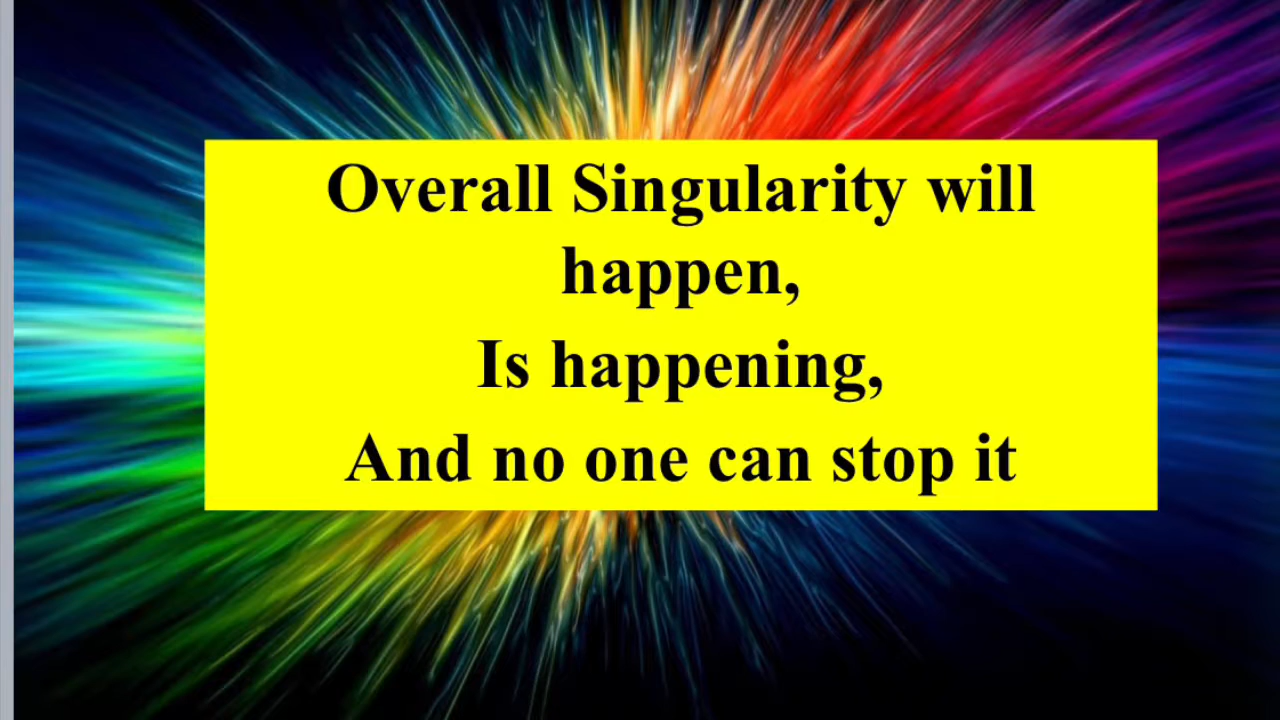 Overall Singularity will
happen,
Is happening,
And no one can stop it